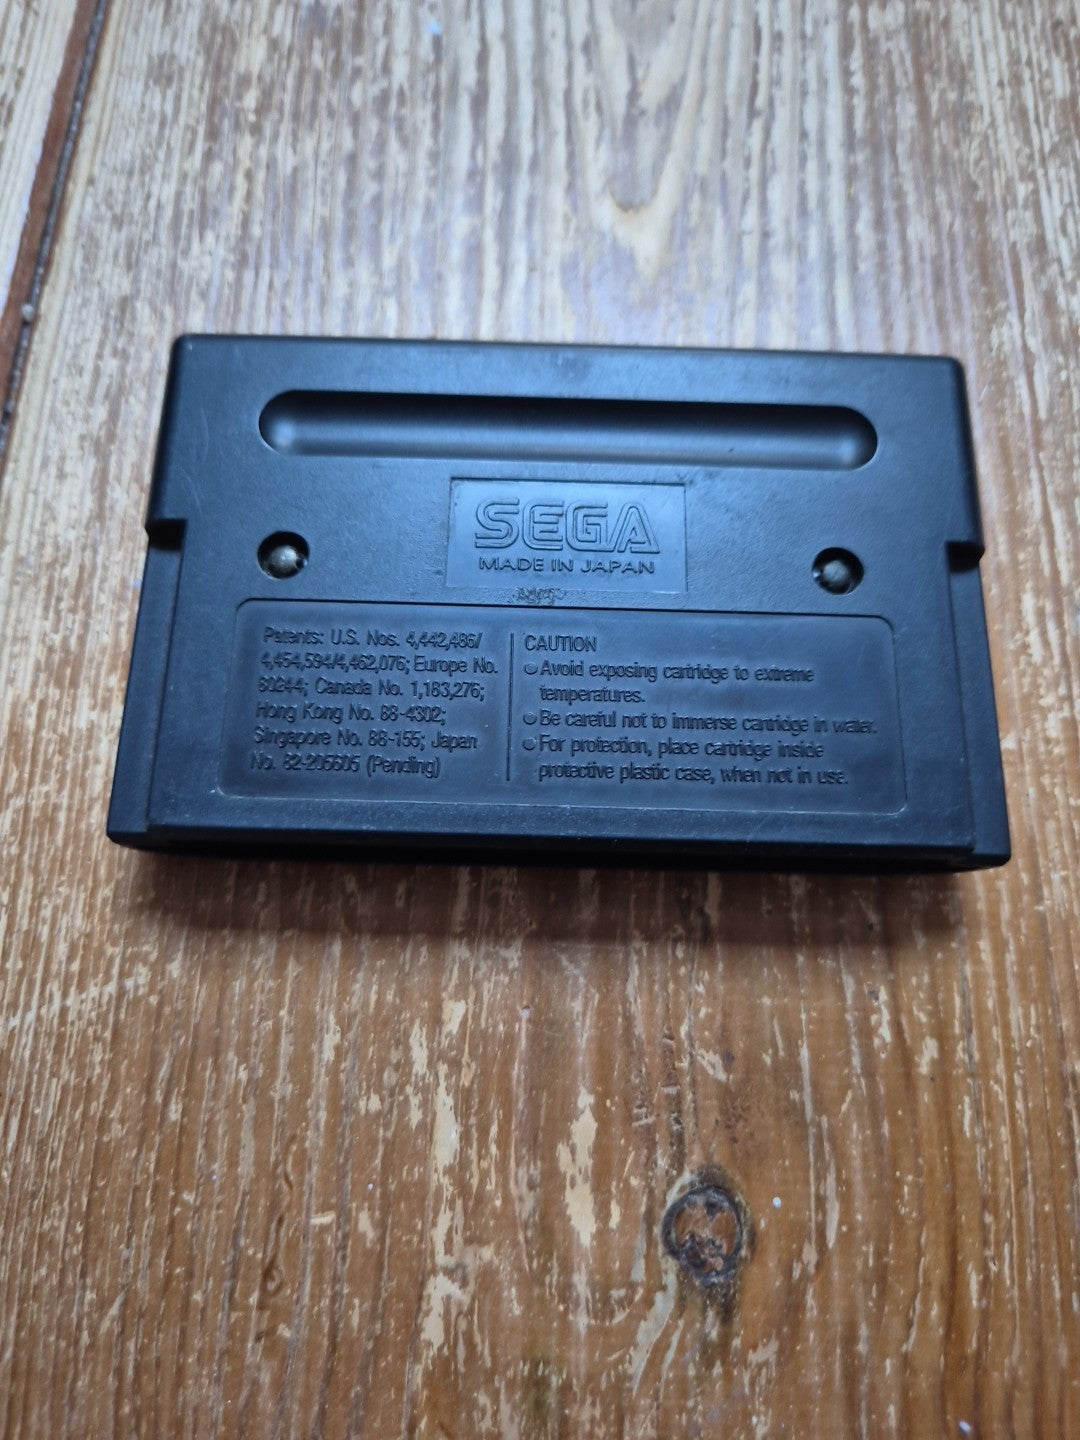 SEGA
MADE IN JAPAN
Patents: U.S. Nos. 4,442,486/
4,454,594/4,462,076; Europe No.
80244; Canada No. 1,183,276;
Hong Kong No. 88-4302;
Singapore No. 88-155; Japan
No. 82-205605 (Pending)
CAUTION
Avoid exposing cartridge to extreme
temperatures.
Be careful not to immerse cartridge in water.
For protection, place cartridge inside
protective plastic case, when not in use.